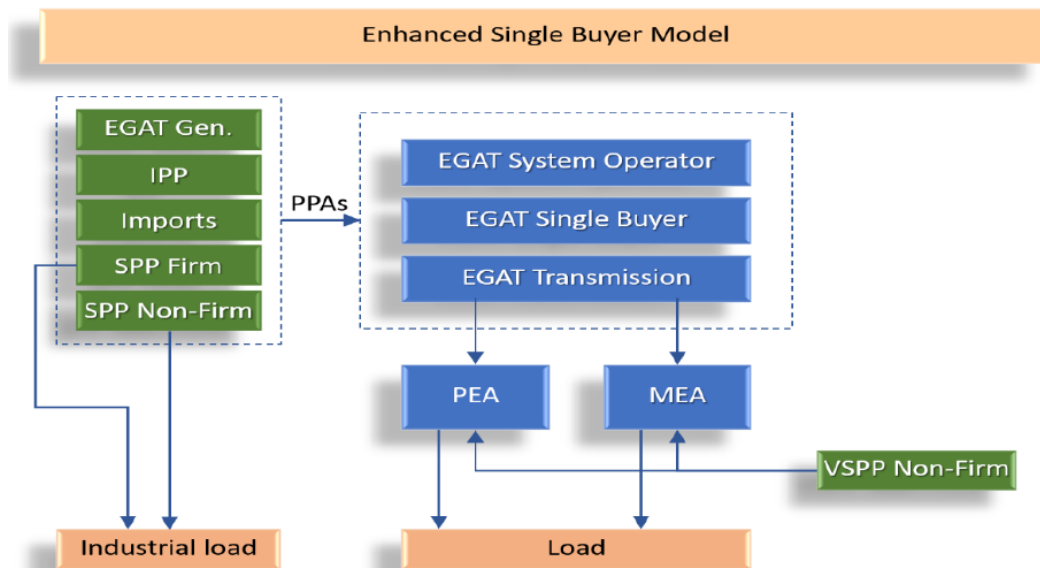 Enhanced Single Buyer Model
EGAT Gen.
IPP
Imports
SPP Firm
SPP Non-Firm
PPAs
EGAT System Operator
EGAT Single Buyer
EGAT Transmission
PEA
MEA
VSPP Non-Firm
Industrial load
Load